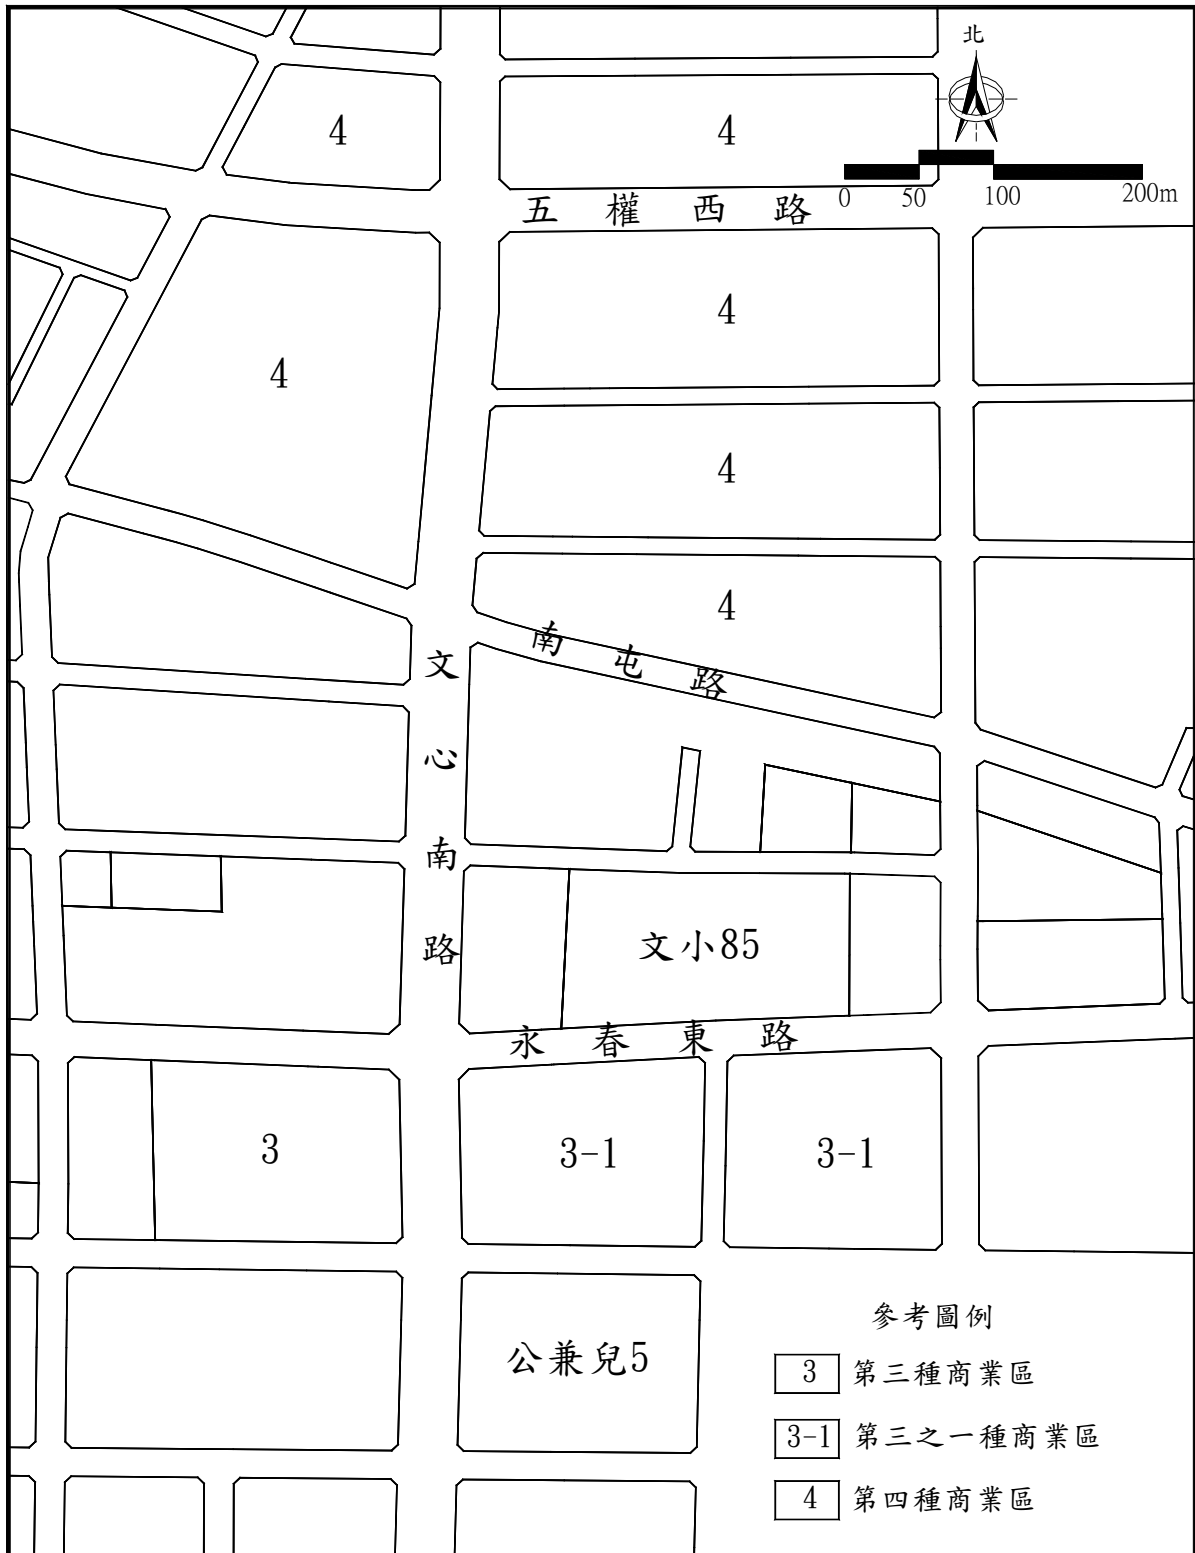 北
4
4
0 50 100 200m
五權西路
4
4
4
4
南屯路
文心南路
文小85
永春東路
3
3-1
3-1
公兼兒5
參考圖例
3 第三種商業區
3-1 第三之一種商業區
4 第四種商業區